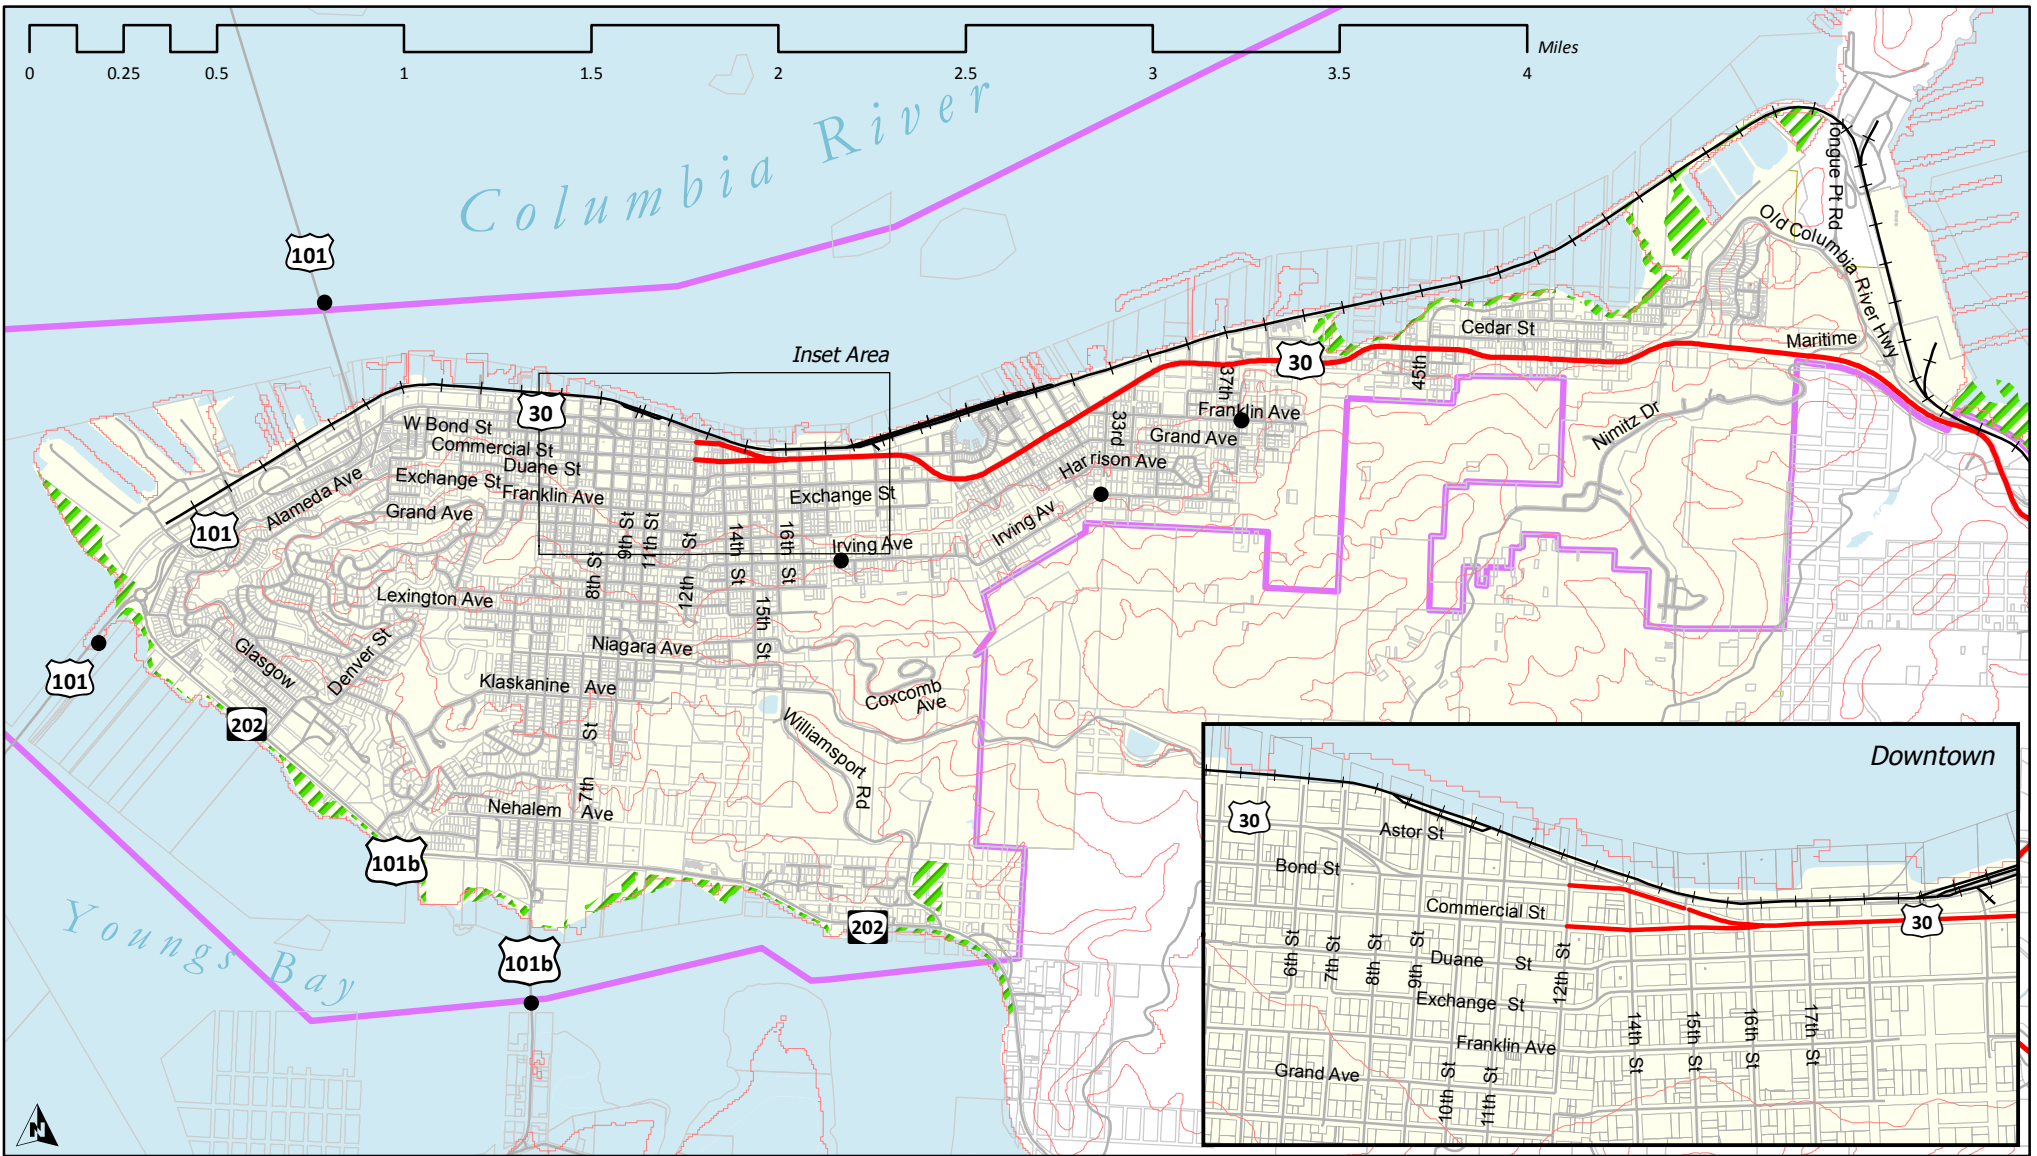 Miles
0 0.25 0.5 1 1.5 2 2.5 3 3.5 4
Columbia River
101
Tongue Pt Rd
Old Columbia River Hwy
Inset Area
Cedar St
Maritime
30
30
45th
37th
Franklin Ave
33rd
Grand Ave
Harrison Ave
Nimitz Dr
W Bond St
Commercial St
Duane St
Exchange St
Franklin Ave
Alameda Ave
Grand Ave
Exchange St
101
9th St
11th St
12th St
14th St
16th St
Irving Ave
Irving Av
8th St
Lexington Ave
15th St
Niagara Ave
Glasgow
Denver St
101
Klaskanine Ave
Coxcomb
Ave
202
Williamsport Rd
7th St
Nehalem Ave
101b
202
101b
Youngs Bay
N
Downtown
30
Astor St
Bond St
Commercial St
30
6th St
7th St
8th St
9th St
Duane St
12th St
Exchange St
14th St
15th St
16th St
17th St
Franklin Ave
Grand Ave
10th St
11th St